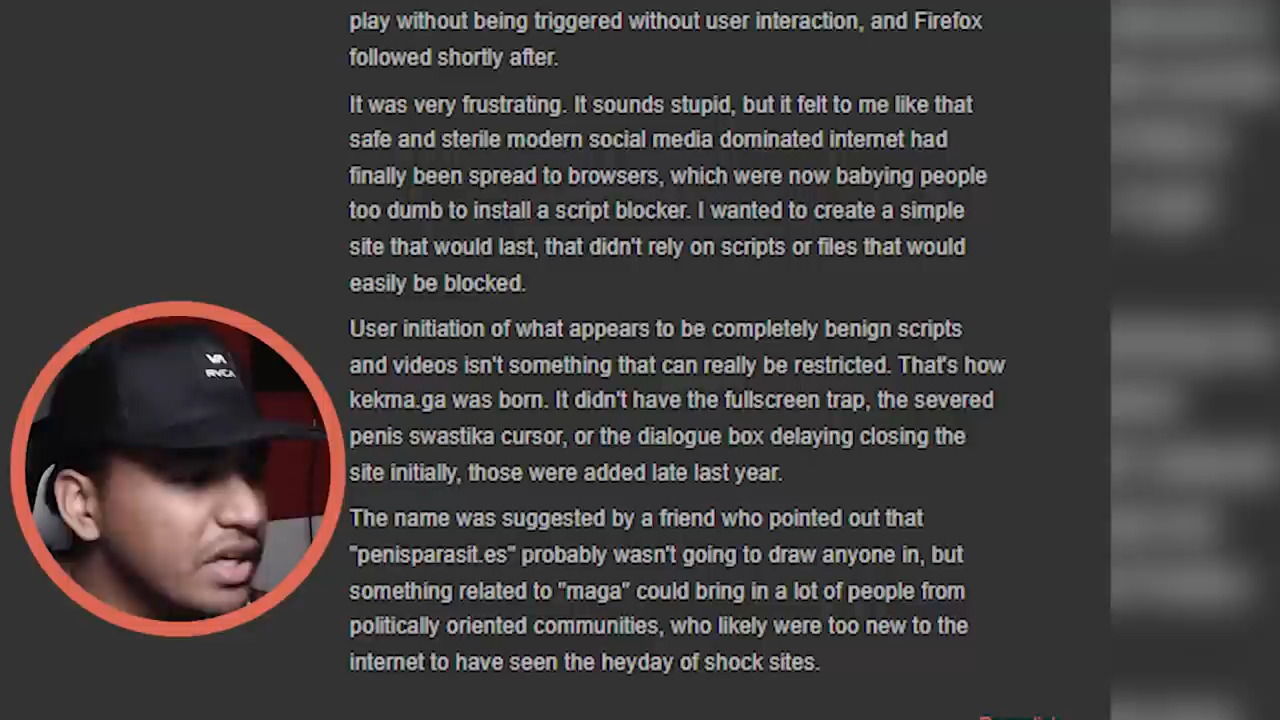 play without being triggered without user interaction, and Firefox
followed shortly after.
It was very frustrating. It sounds stupid, but it felt to me like that
safe and sterile modern social media dominated internet had
finally been spread to browsers, which were now babying people
too dumb to install a script blocker. I wanted to create a simple
site that would last, that didn't rely on scripts or files that would
easily be blocked.
User initiation of what appears to be completely benign scripts
and videos isn't something that can really be restricted. That's how
kekma.ga was born. It didn't have the fullscreen trap, the severed
penis swastika cursor, or the dialogue box delaying closing the
site initially, those were added late last year.
The name was suggested by a friend who pointed out that
"penisparasit.es" probably wasn't going to draw anyone in, but
something related to "maga" could bring in a lot of people from
politically oriented communities, who likely were too new to the
internet to have seen the heyday of shock sites.
VA
RVCA